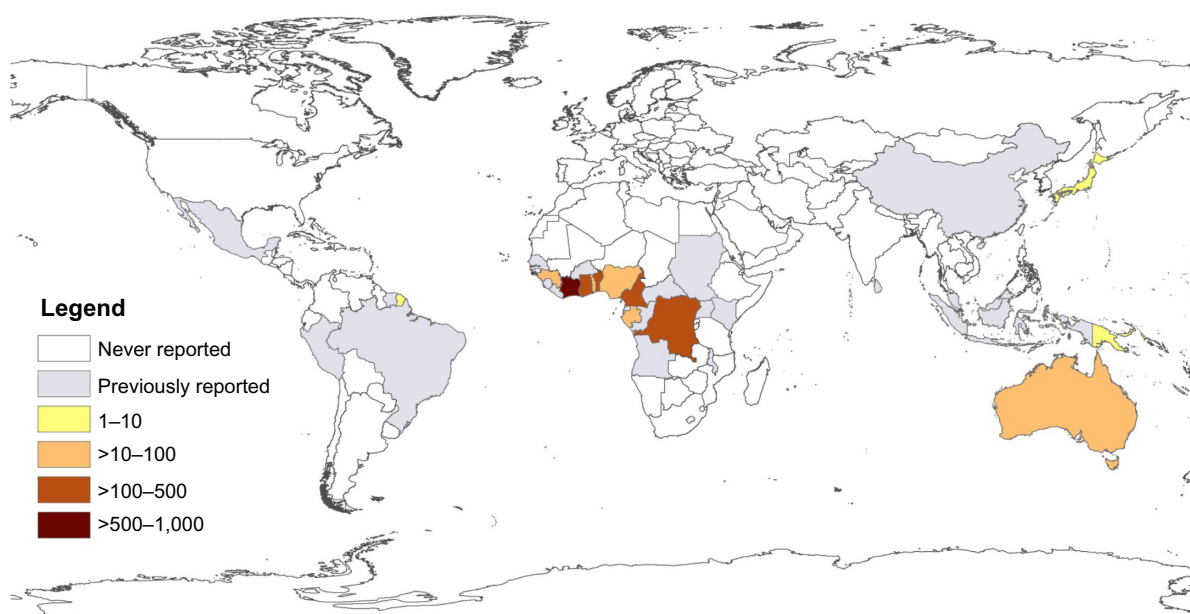 Legend
Never reported
Previously reported
1–10
>10–100
>100–500
>500–1,000